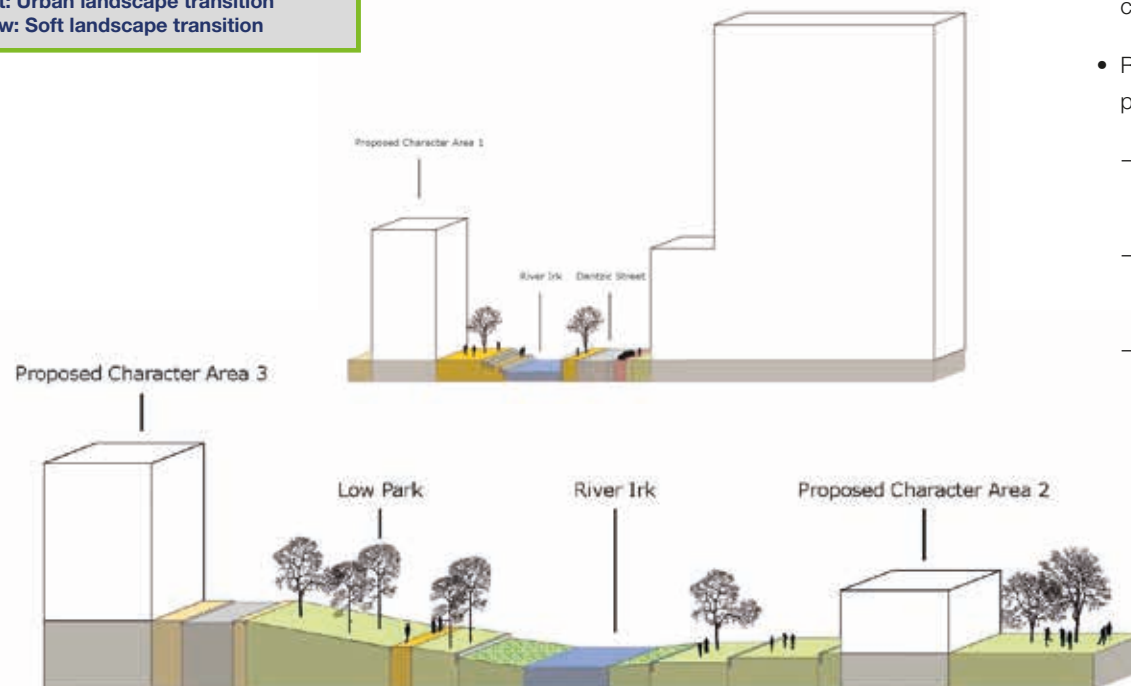 t: Urban landscape transition
w: Soft landscape transition
Proposed Character Area 1
River Irk Dantzic Street
Proposed Character Area 3
Low Park
River Irk
Proposed Character Area 2